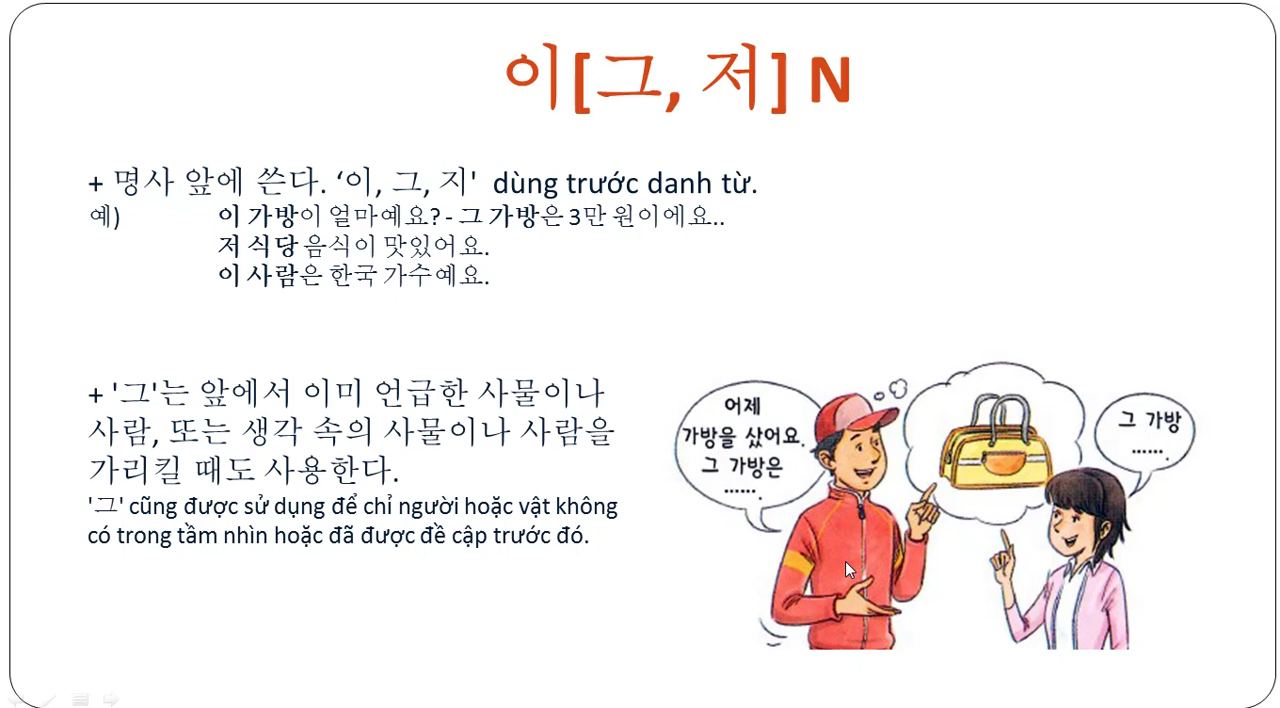 이[그, 저] N
+ 명사 앞에 쓴다. ‘이, 그, 지' dùng trước danh từ.
예) 이 가방이 얼마예요? - 그 가방은 3만 원이에요..
저 식당 음식이 맛있어요.
이 사람은 한국 가수예요.
+ '그'는 앞에서 이미 언급한 사물이나
사람, 또는 생각 속의 사물이나 사람을
가리킬 때도 사용한다.
'그' cũng được sử dụng để chỉ người hoặc vật không
có trong tầm nhìn hoặc đã được đề cập trước đó.
어제
가방을 샀어요.
그 가방은
…….
그 가방
…….